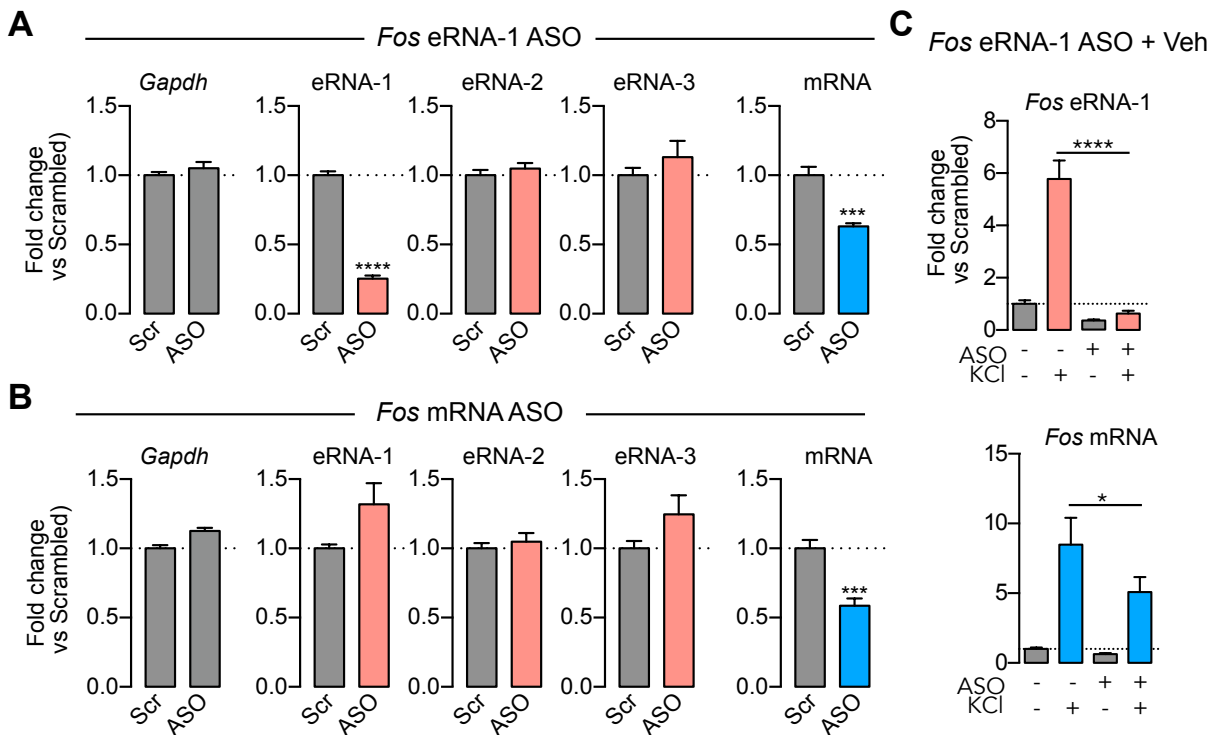 A
Fos eRNA-1 ASO
Gapdh
eRNA-1
eRNA-2
eRNA-3
mRNA
Fold change
vs Scrambled)
1.5
1.0
0.5
0.0
Scr
ASO
1.5
1.0
0.5
0.0
****
Scr
ASO
1.5
1.0
0.5
0.0
Scr
ASO
1.5
1.0
0.5
0.0
Scr
ASO
1.5
1.0
0.5
0.0
***
Scr
ASO
B
Fos mRNA ASO
Gapdh
eRNA-1
eRNA-2
eRNA-3
mRNA
Fold change
vs Scrambled)
1.5
1.0
0.5
0.0
Scr
ASO
1.5
1.0
0.5
0.0
Scr
ASO
1.5
1.0
0.5
0.0
Scr
ASO
1.5
1.0
0.5
0.0
Scr
ASO
1.5
1.0
0.5
0.0
***
Scr
ASO
C
Fos eRNA-1 ASO + Veh
Fos eRNA-1
Fold change
vs Scrambled)
8
6
4
2
0
****
ASO - - + +
KCl - + - +
Fos mRNA
15
10
5
0
*
ASO - - + +
KCl - + - +